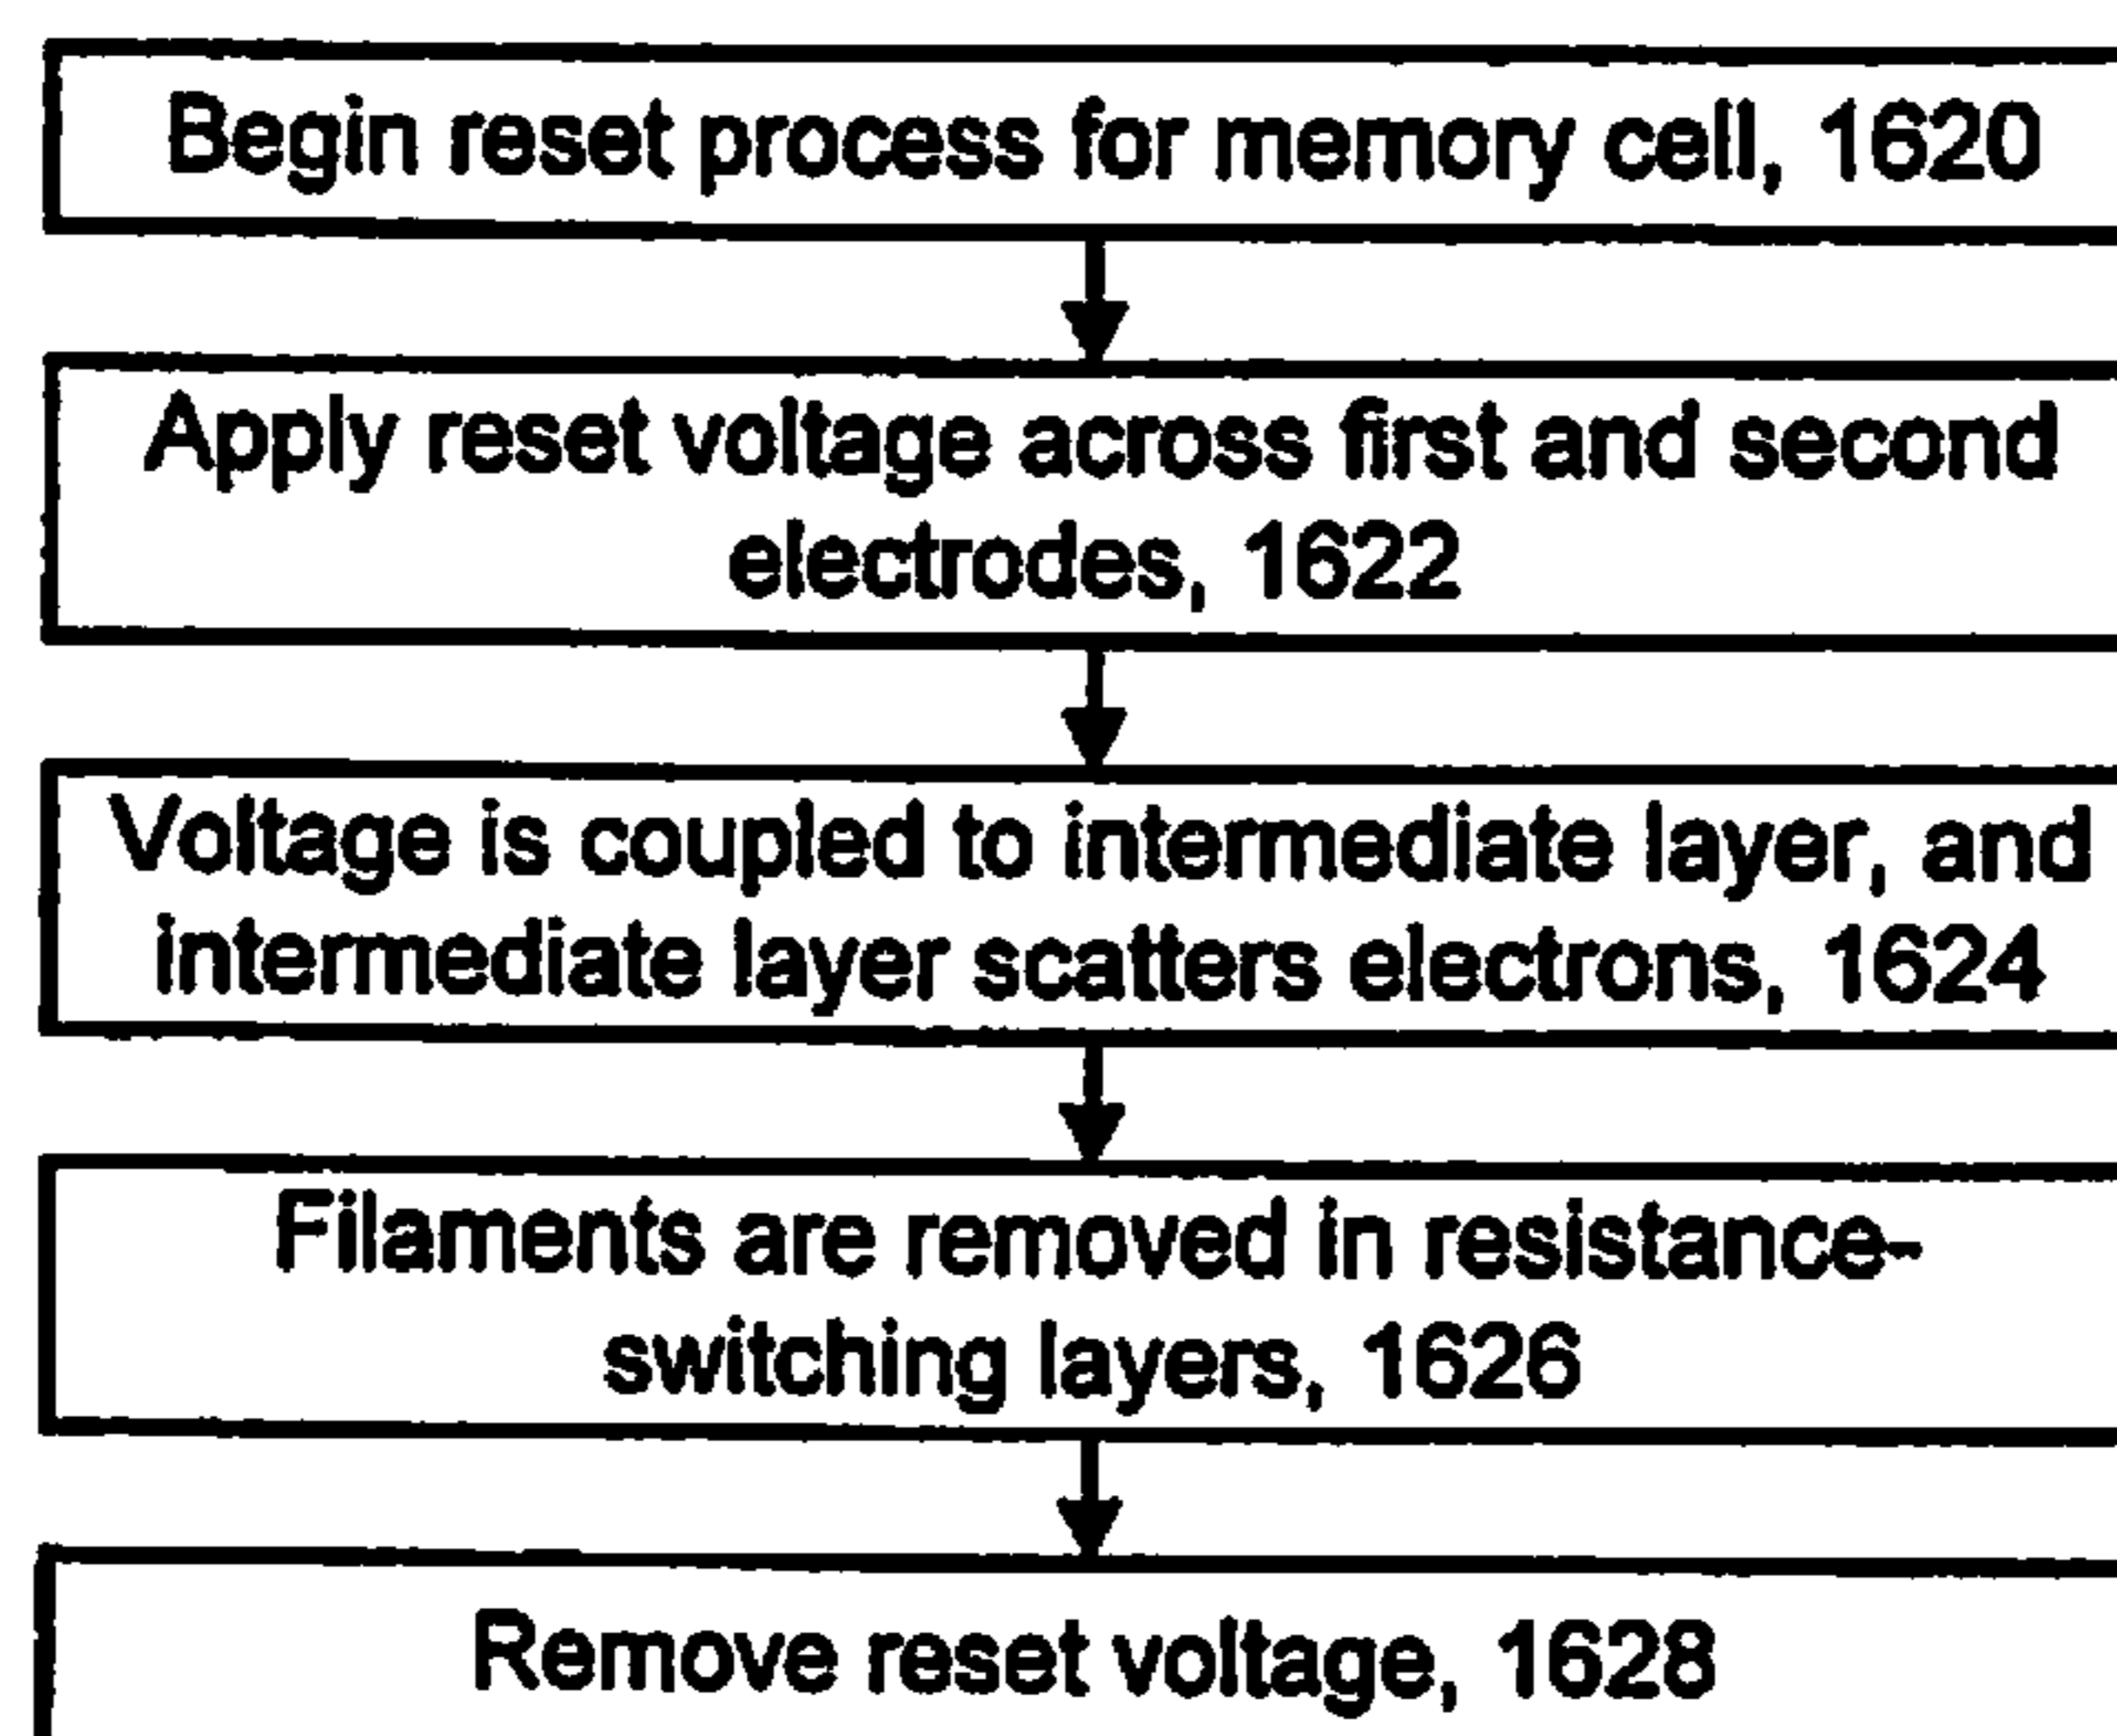 Begin reset process for memory cell, 1620
Apply reset voltage across first and second
electrodes, 1622
Voltage is coupled to intermediate layer, and
intermediate layer scatters electrons, 1624
Filaments are removed in resistance-
switching layers, 1626
Remove reset voltage, 1628